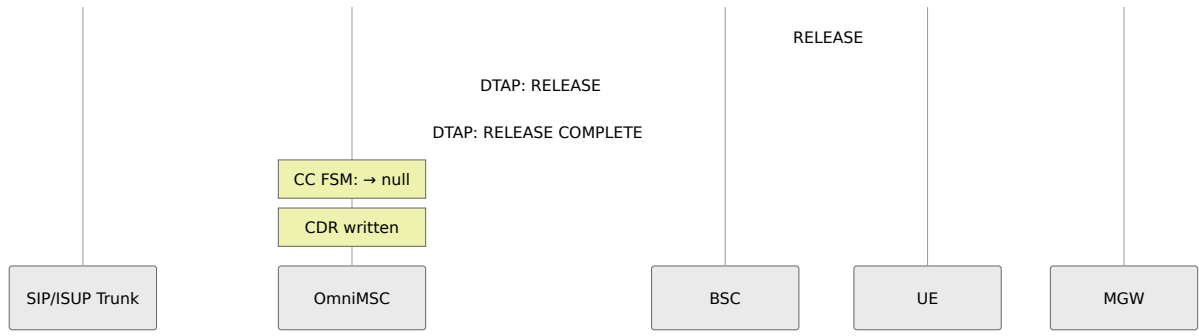 RELEASE
DTAP: RELEASE
DTAP: RELEASE COMPLETE
CC FSM: → null
CDR written
SIP/ISUP Trunk
OmniMSC
BSC
UE
MGW